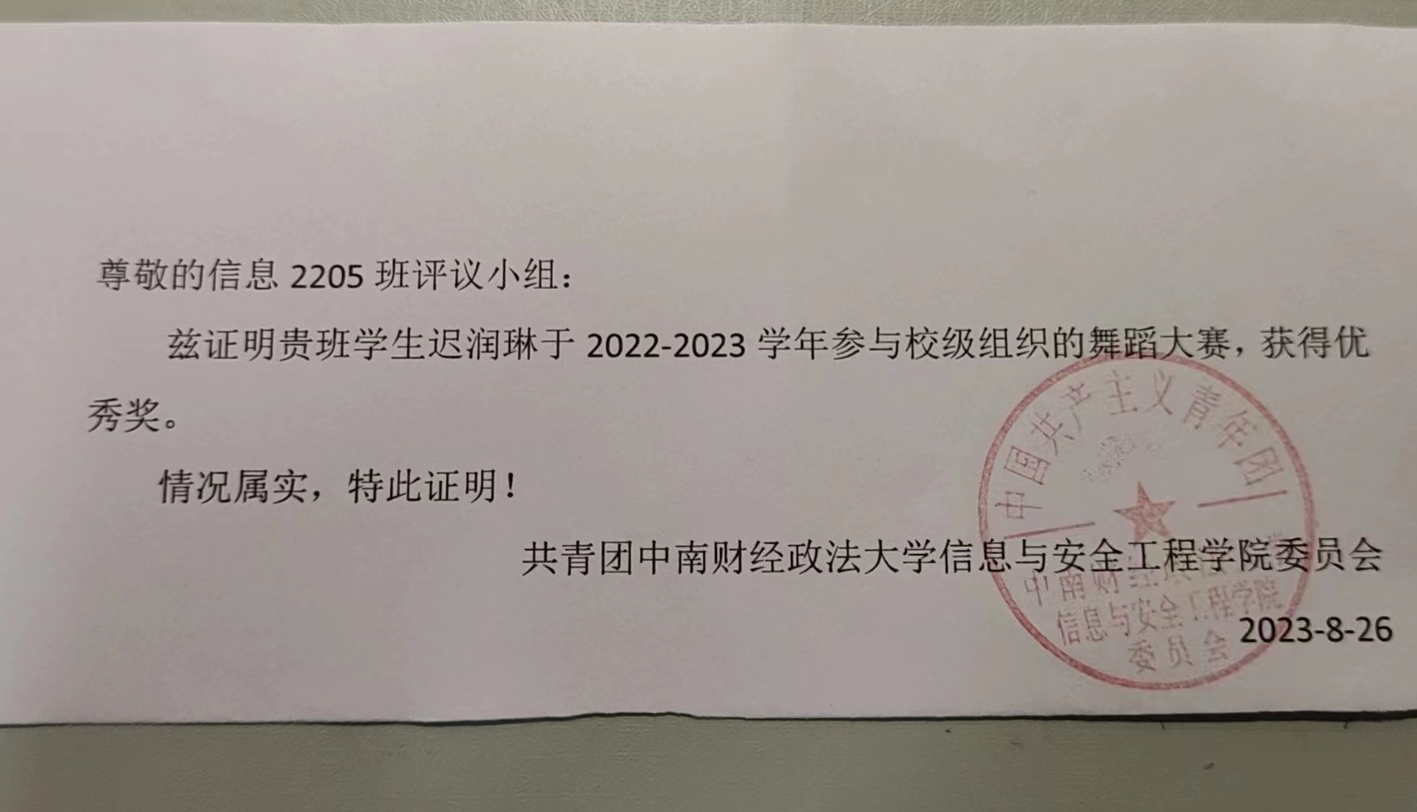 尊敬的信息 2205 班评议小组：
兹证明贵班学生迟润琳于 2022-2023 学年参与校级组织的舞蹈大赛，获得优
秀奖。
情况属实，特此证明！
共青团中南财经政法大学信息与安全工程学院委员会
2023-8-26
中国共产主义青年团
中南财经政法大学
信息与安全工程学院
委员会